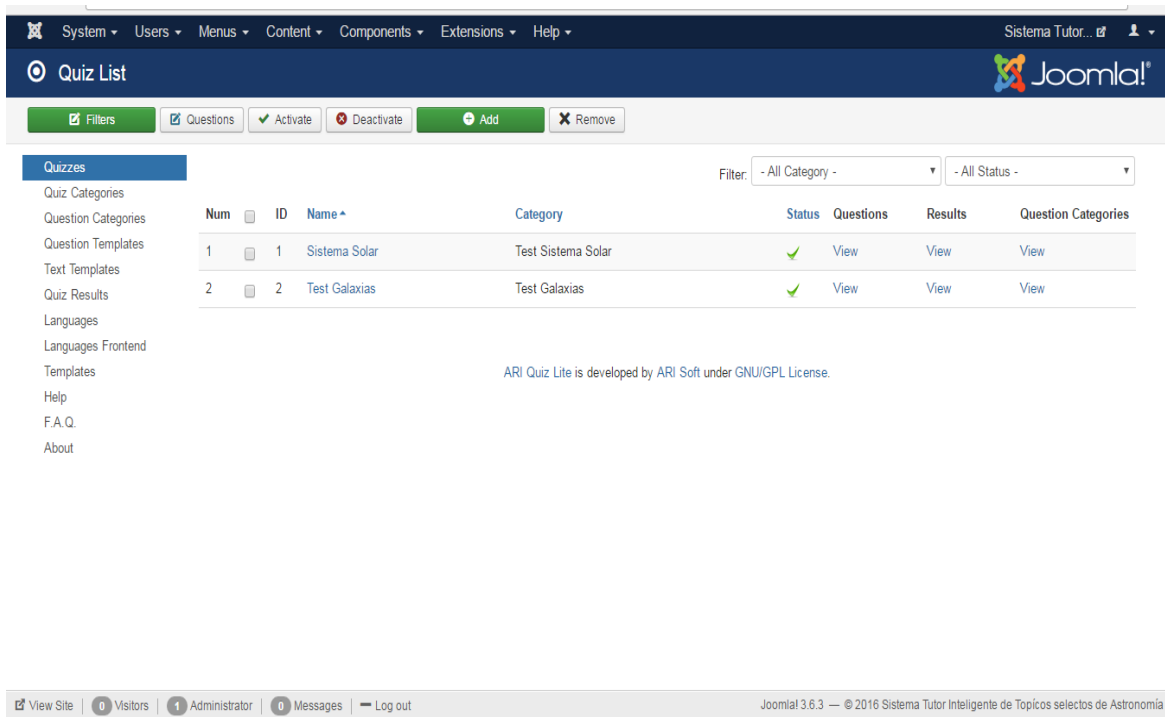 System Users Menus Content Components Extensions Help Sistema Tutor...
Quiz List Joomla!®
Filters Questions Activate Deactivate Add Remove
Quizzes
Quiz Categories
Question Categories
Question Templates
Text Templates
Quiz Results
Languages
Languages Frontend
Templates
Help
F.A.Q.
About
Filter: - All Category - - All Status -
Num ID Name Category Status Questions Results Question Categories
1 1 Sistema Solar Test Sistema Solar View View View
2 2 Test Galaxias Test Galaxias View View View
ARI Quiz Lite is developed by ARI Soft under GNU/GPL License.
View Site 0 Visitors 1 Administrator 0 Messages Log out Joomla! 3.6.3 — © 2016 Sistema Tutor Inteligente de Topícos selectos de Astronomía